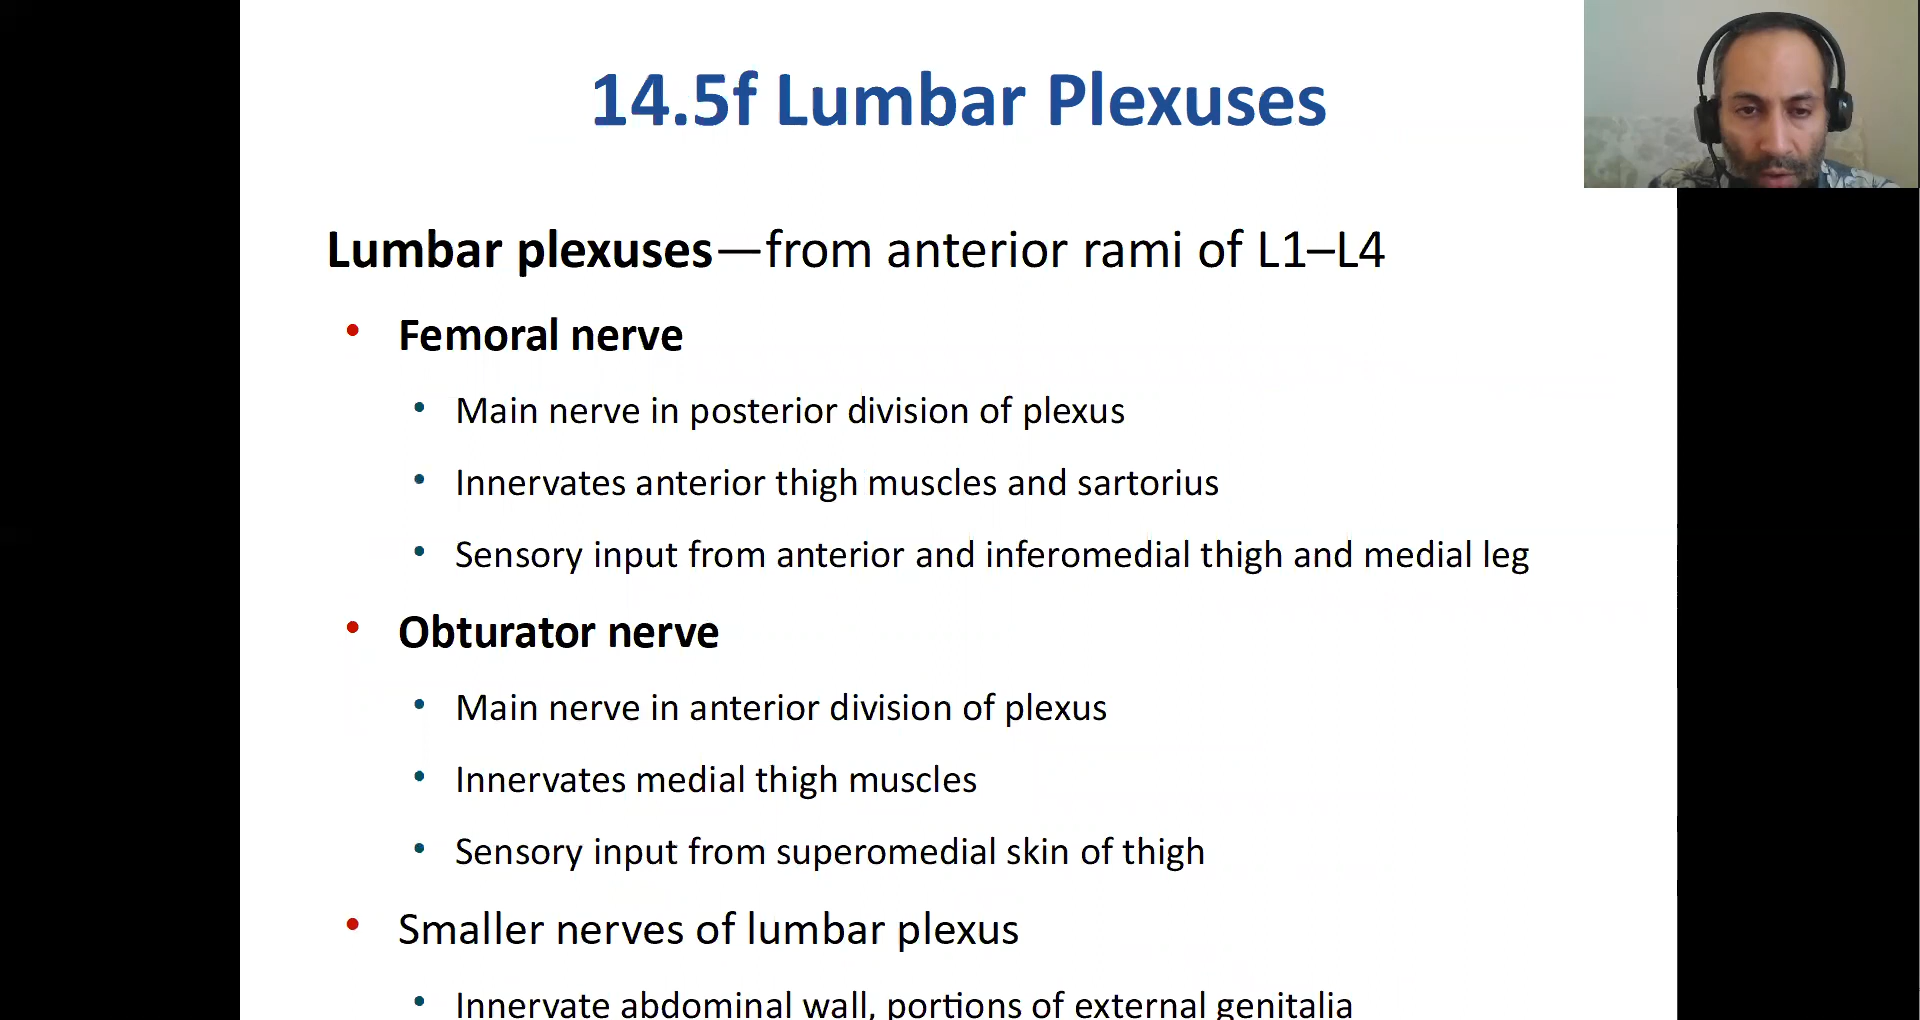 14.5f Lumbar Plexuses
Lumbar plexuses—from anterior rami of L1–L4
• Femoral nerve
• Main nerve in posterior division of plexus
• Innervates anterior thigh muscles and sartorius
• Sensory input from anterior and inferomedial thigh and medial leg
• Obturator nerve
• Main nerve in anterior division of plexus
• Innervates medial thigh muscles
• Sensory input from superomedial skin of thigh
• Smaller nerves of lumbar plexus
• Innervate abdominal wall, portions of external genitalia